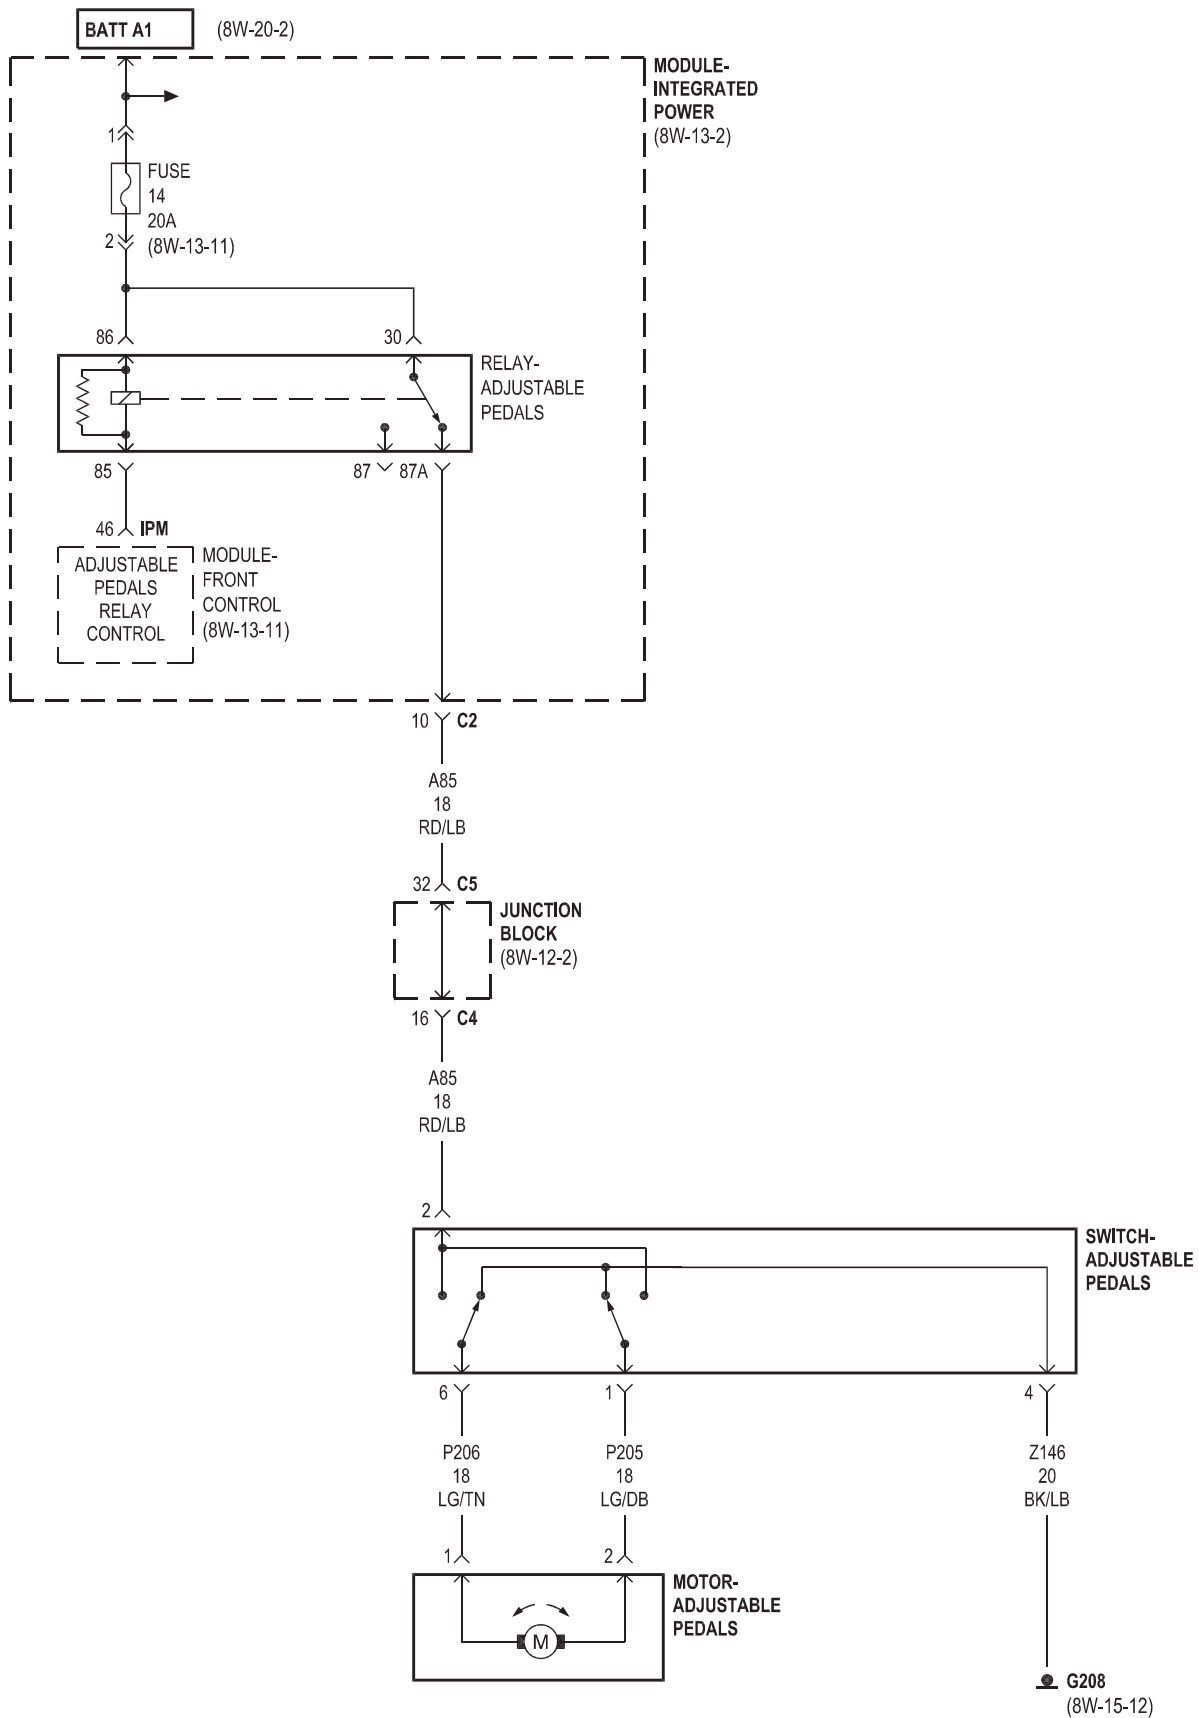 BATT A1
(8W-20-2)
MODULE-
INTEGRATED
POWER
(8W-13-2)
1
FUSE
14
20A
(8W-13-11)
2
86
30
RELAY-
ADJUSTABLE
PEDALS
85
87
87A
46
IPM
ADJUSTABLE
PEDALS
RELAY
CONTROL
MODULE-
FRONT
CONTROL
(8W-13-11)
10
C2
A85
18
RD/LB
32
C5
JUNCTION
BLOCK
(8W-12-2)
16
C4
A85
18
RD/LB
2
SWITCH-
ADJUSTABLE
PEDALS
6
1
4
P206
18
LG/TN
P205
18
LG/DB
Z146
20
BK/LB
1
2
MOTOR-
ADJUSTABLE
PEDALS
M
G208
(8W-15-12)